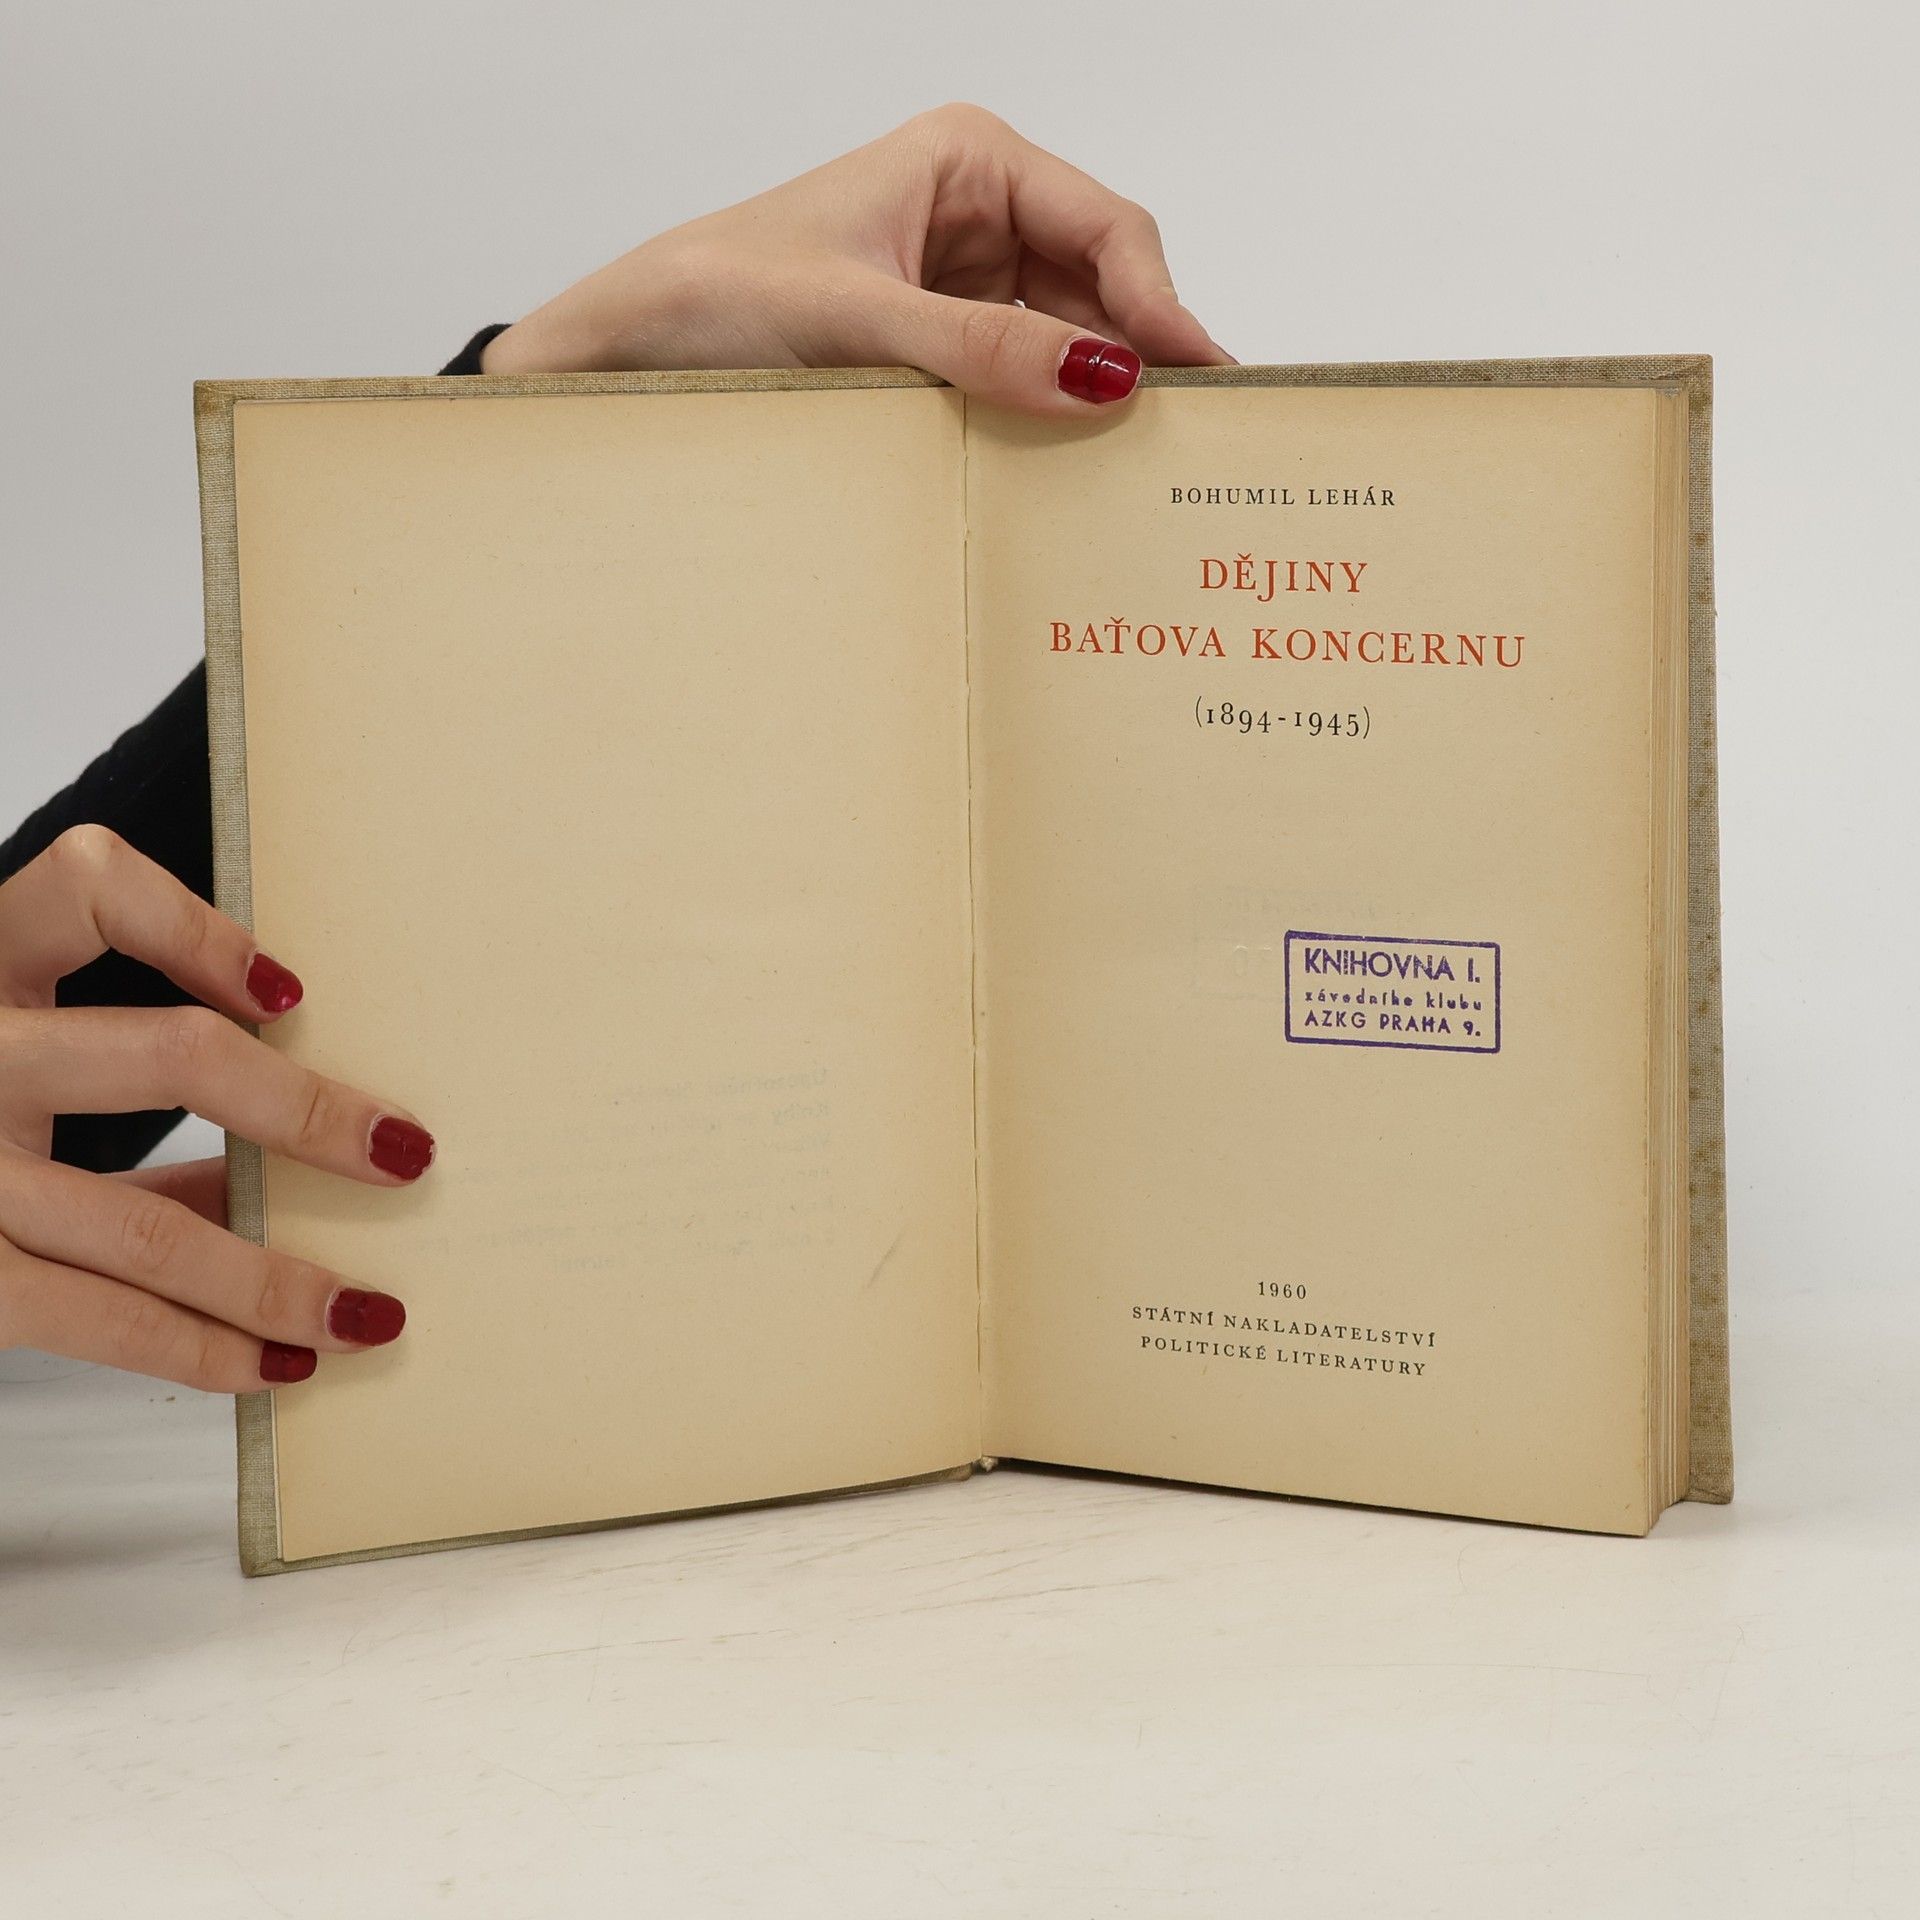 BOHUMIL LEHÁR
DĚJINY
BAŤOVA KONCERNU
(1894-1945)
KNIHOVNA I.
závodního klubu
AZKG PRAHA 9.
1960
STÁTNÍ NAKLADATELSTVÍ
POLITICKÉ LITERATURY